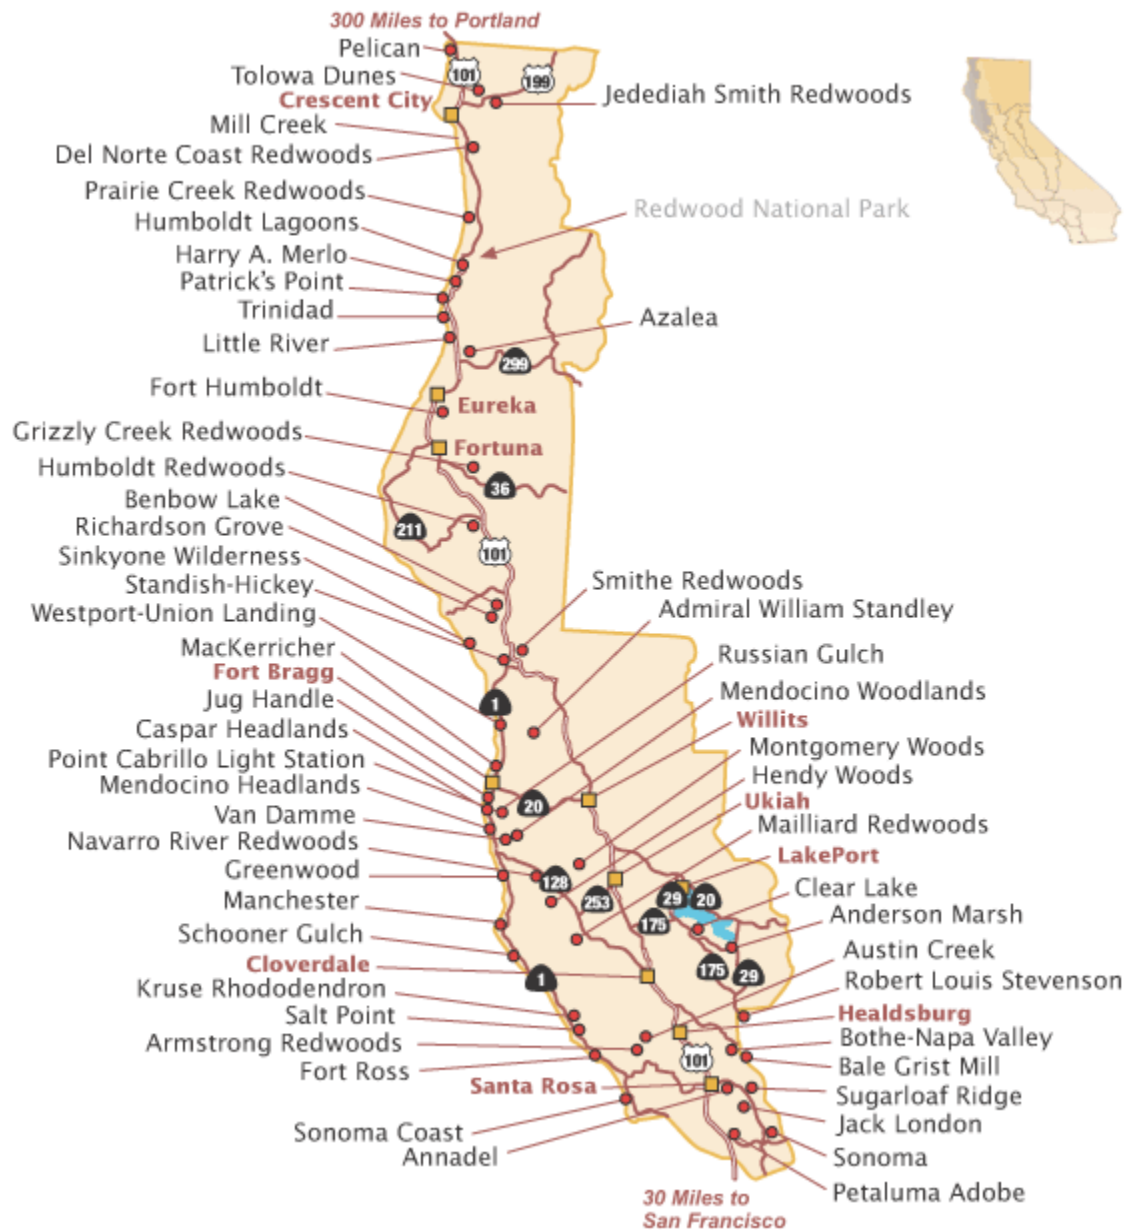 300 Miles to Portland
Pelican
Tolowa Dunes
101
199
Crescent City
Jedediah Smith Redwoods
Mill Creek
Del Norte Coast Redwoods
Prairie Creek Redwoods
Redwood National Park
Humboldt Lagoons
Harry A. Merlo
Patrick's Point
Trinidad
Azalea
Little River
299
Fort Humboldt
Eureka
Grizzly Creek Redwoods
Fortuna
Humboldt Redwoods
36
Benbow Lake
Richardson Grove
211
101
Sinkyone Wilderness
Standish-Hickey
Smithe Redwoods
Westport-Union Landing
Admiral William Standley
MacKerricher
Russian Gulch
Fort Bragg
Jug Handle
1
Mendocino Woodlands
Caspar Headlands
Willits
Point Cabrillo Light Station
Montgomery Woods
Mendocino Headlands
Hendy Woods
20
Ukiah
Van Damme
Mailliard Redwoods
Navarro River Redwoods
LakePort
Greenwood
128
Clear Lake
Manchester
253
29
20
Anderson Marsh
Schooner Gulch
175
Austin Creek
Cloverdale
1
175
29
Robert Louis Stevenson
Kruse Rhododendron
Healdsburg
Salt Point
Bothe-Napa Valley
Armstrong Redwoods
101
Bale Grist Mill
Fort Ross
Santa Rosa
Sugarloaf Ridge
Jack London
Sonoma Coast
Annadel
Sonoma
Petaluma Adobe
30 Miles to
San Francisco